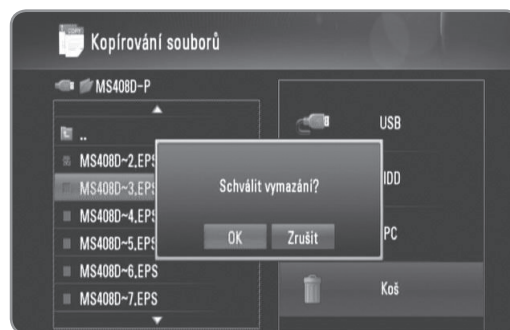 Kopírování souborů
MS408D-P
..
MS408D~2,EPS
MS408D~3,EPS
MS408D~4,EPS
MS408D~5,EPS
MS408D~6,EPS
MS408D~7,EPS
Schválit vymazání?
OK Zrušit
USB
HDD
PC
Koš